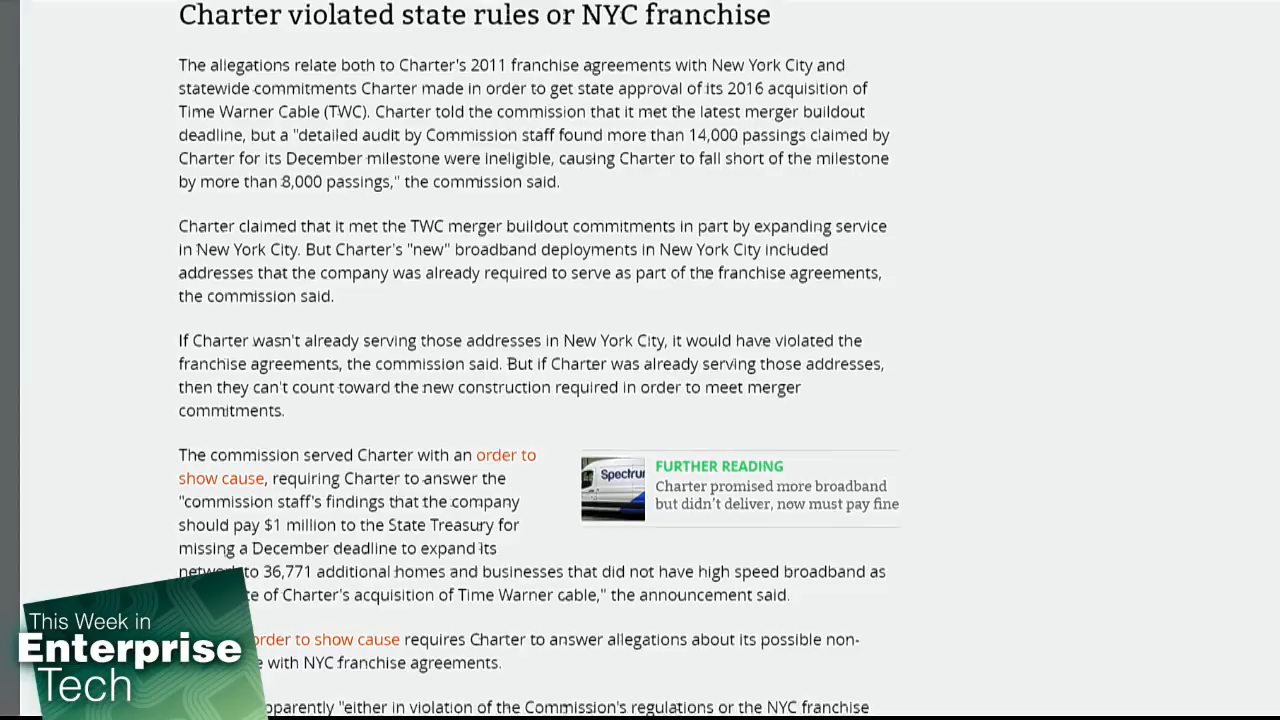 Charter violated state rules or NYC franchise
The allegations relate both to Charter's 2011 franchise agreements with New York City and
statewide commitments Charter made in order to get state approval of its 2016 acquisition of
Time Warner Cable (TWC). Charter told the commission that it met the latest merger buildout
deadline, but a "detailed audit by Commission staff found more than 14,000 passings claimed by
Charter for its December milestone were ineligible, causing Charter to fall short of the milestone
by more than 8,000 passings," the commission said.
Charter claimed that it met the TWC merger buildout commitments in part by expanding service
in New York City. But Charter's "new" broadband deployments in New York City included
addresses that the company was already required to serve as part of the franchise agreements,
the commission said.
If Charter wasn't already serving those addresses in New York City, it would have violated the
franchise agreements, the commission said. But if Charter was already serving those addresses,
then they can't count toward the new construction required in order to meet merger
commitments.
The commission served Charter with an order to
show cause, requiring Charter to answer the
"commission staff's findings that the company
should pay $1 million to the State Treasury for
missing a December deadline to expand its
Spectrum
FURTHER READING
Charter promised more broadband
but didn't deliver, now must pay fine
network to 36,771 additional homes and businesses that did not have high speed broadband as
of Charter's acquisition of Time Warner cable," the announcement said.
order to show cause requires Charter to answer allegations about its possible non-
with NYC franchise agreements.
"either in violation of the Commission's regulations or the NYC franchise
This Week in
Enterprise
Tech